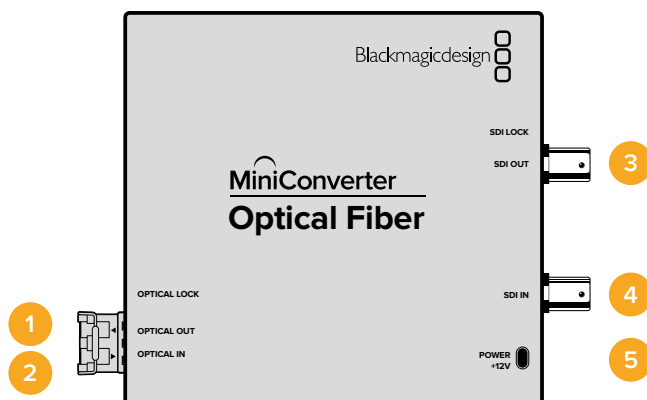 Blackmagicdesign
SDI LOCK
SDI OUT
3
MiniConverter
Optical Fiber
OPTICAL LOCK
SDI IN
4
1
OPTICAL OUT
2
OPTICAL IN
POWER
+12V
5